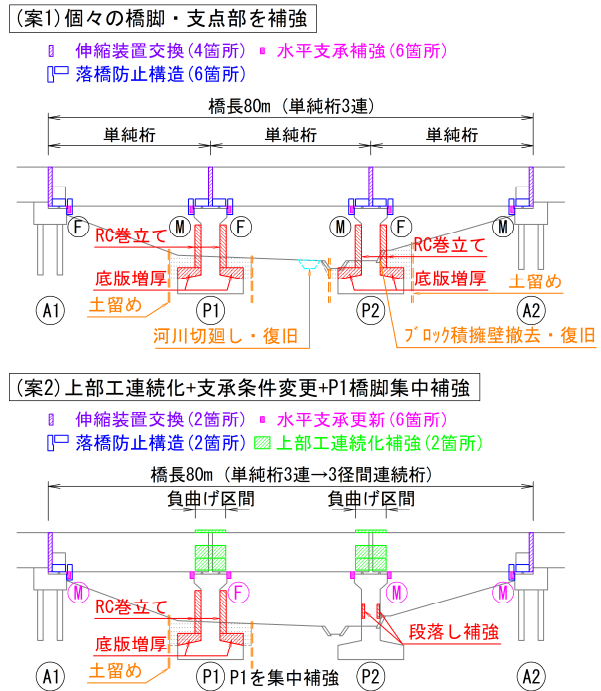 (案1)個々の橋脚・支点部を補強
伸縮装置交換(4箇所) 水平支承補強(6箇所)
落橋防止構造(6箇所)
橋長80m(単純桁3連)
単純桁 単純桁 単純桁
F M F M F M
RC巻立て RC巻立て
底版増厚 底版増厚 土留め
土留め
A1 P1 P2 A2
河川切廻し・復旧 ブロック積擁壁撤去・復旧
(案2)上部工連続化+支承条件変更+P1橋脚集中補強
伸縮装置交換(2箇所) 水平支承更新(6箇所)
落橋防止構造(2箇所) 上部工連続化補強(2箇所)
橋長80m(単純桁3連→3径間連続桁)
負曲げ区間 負曲げ区間
M F M M
RC巻立て
段落し補強
底版増厚
土留め
A1 P1 P1を集中補強 P2 A2